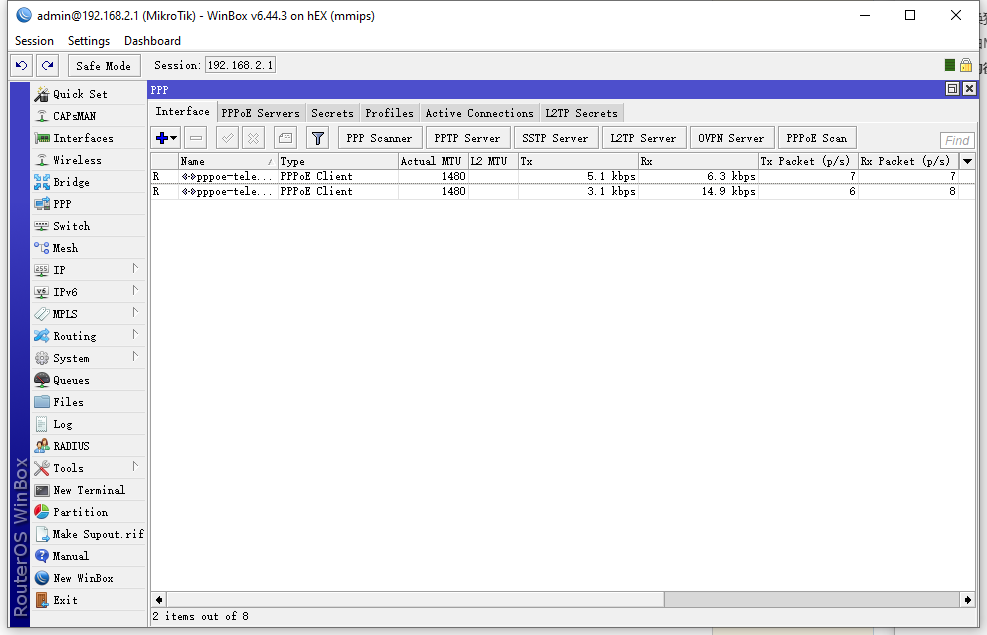 admin@192.168.2.1 (MikroTik) - WinBox v6.44.3 on hEX (mmips)
Session Settings Dashboard
Safe Mode Session: 192.168.2.1
Quick Set
CAPsMAN
Interfaces
Wireless
Bridge
PPP
Switch
Mesh
IP
IPv6
MPLS
Routing
System
Queues
Files
Log
RADIUS
Tools
New Terminal
Partition
Make Supout.rif
Manual
New WinBox
Exit
RouterOS WinBox
PPP
Interface PPPoE Servers Secrets Profiles Active Connections L2TP Secrets
PPP Scanner PPTP Server SSTP Server L2TP Server OVPN Server PPPoE Scan Find
Name Type Actual MTU L2 MTU Tx Rx Tx Packet (p/s) Rx Packet (p/s)
R pppoe-tele... PPPoE Client 1480 5.1 kbps 6.3 kbps 7 7
R pppoe-tele... PPPoE Client 1480 3.1 kbps 14.9 kbps 6 8
2 items out of 8